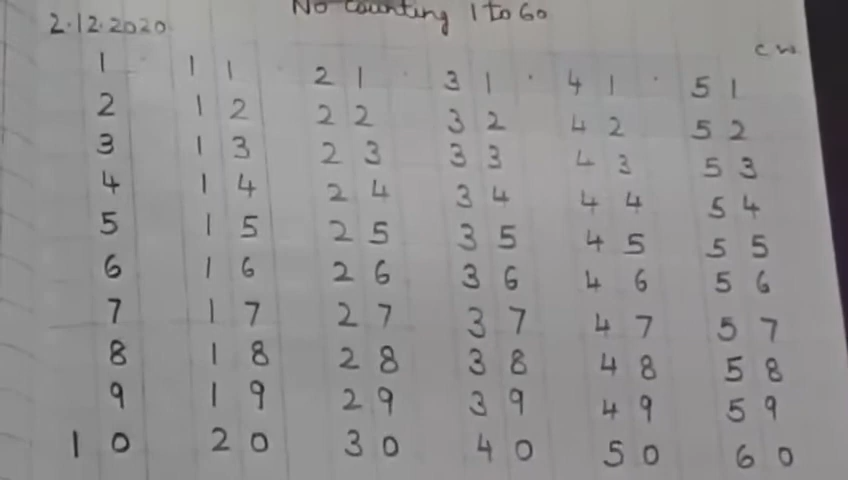 No counting 1 to 60
2.12.2020
c w
1 11 21 31 41 51
2 12 22 32 42 52
3 13 23 33 43 53
4 14 24 34 44 54
5 15 25 35 45 55
6 16 26 36 46 56
7 17 27 37 47 57
8 18 28 38 48 58
9 19 29 39 49 59
10 20 30 40 50 60